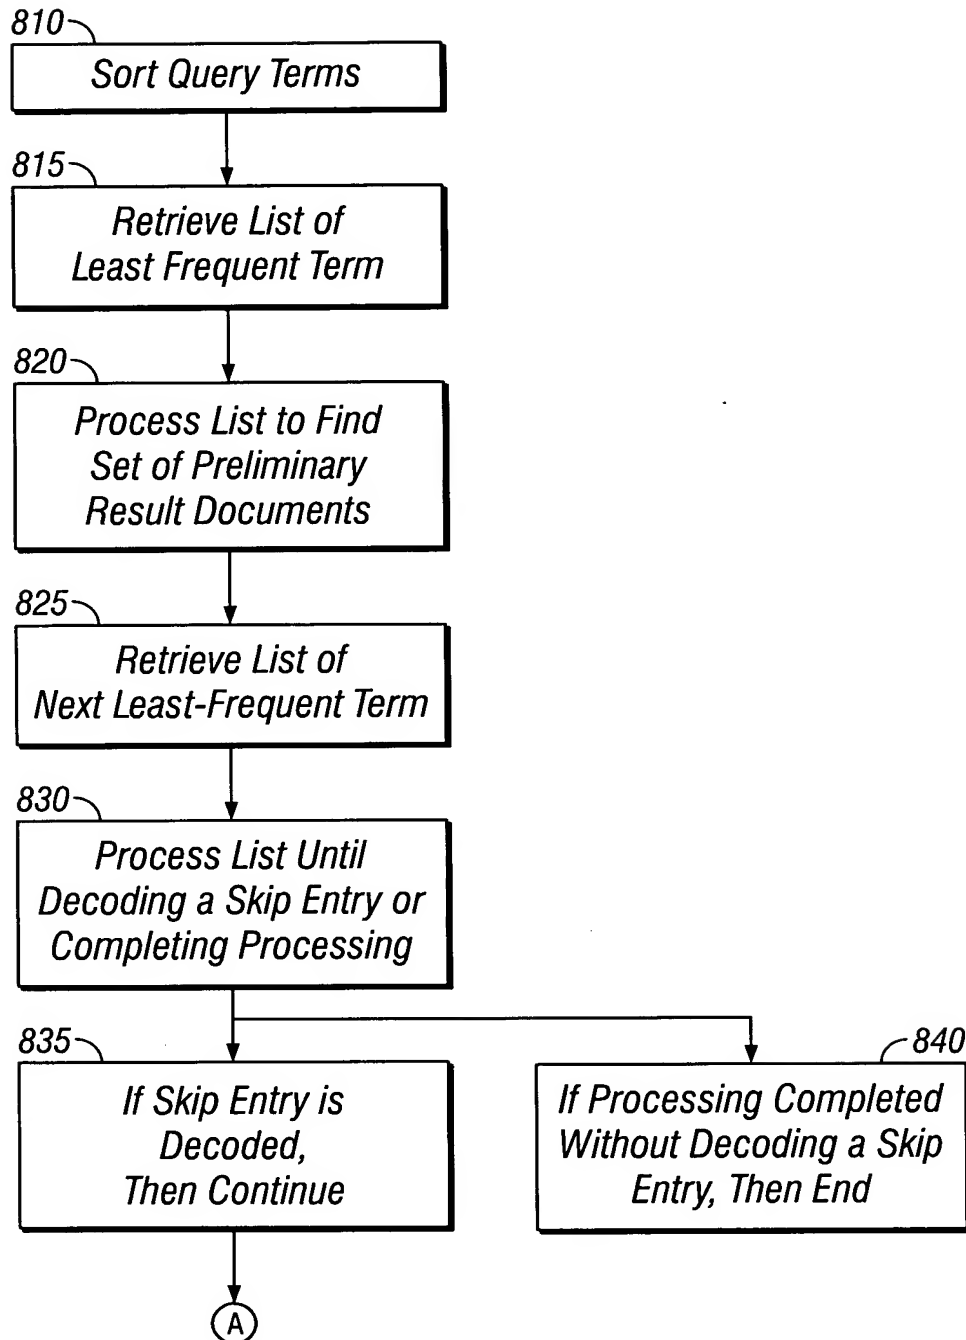 810
Sort Query Terms
815
Retrieve List of
Least Frequent Term
820
Process List to Find
Set of Preliminary
Result Documents
825
Retrieve List of
Next Least-Frequent Term
830
Process List Until
Decoding a Skip Entry or
Completing Processing
835
If Skip Entry is
Decoded,
Then Continue
840
If Processing Completed
Without Decoding a Skip
Entry, Then End
A